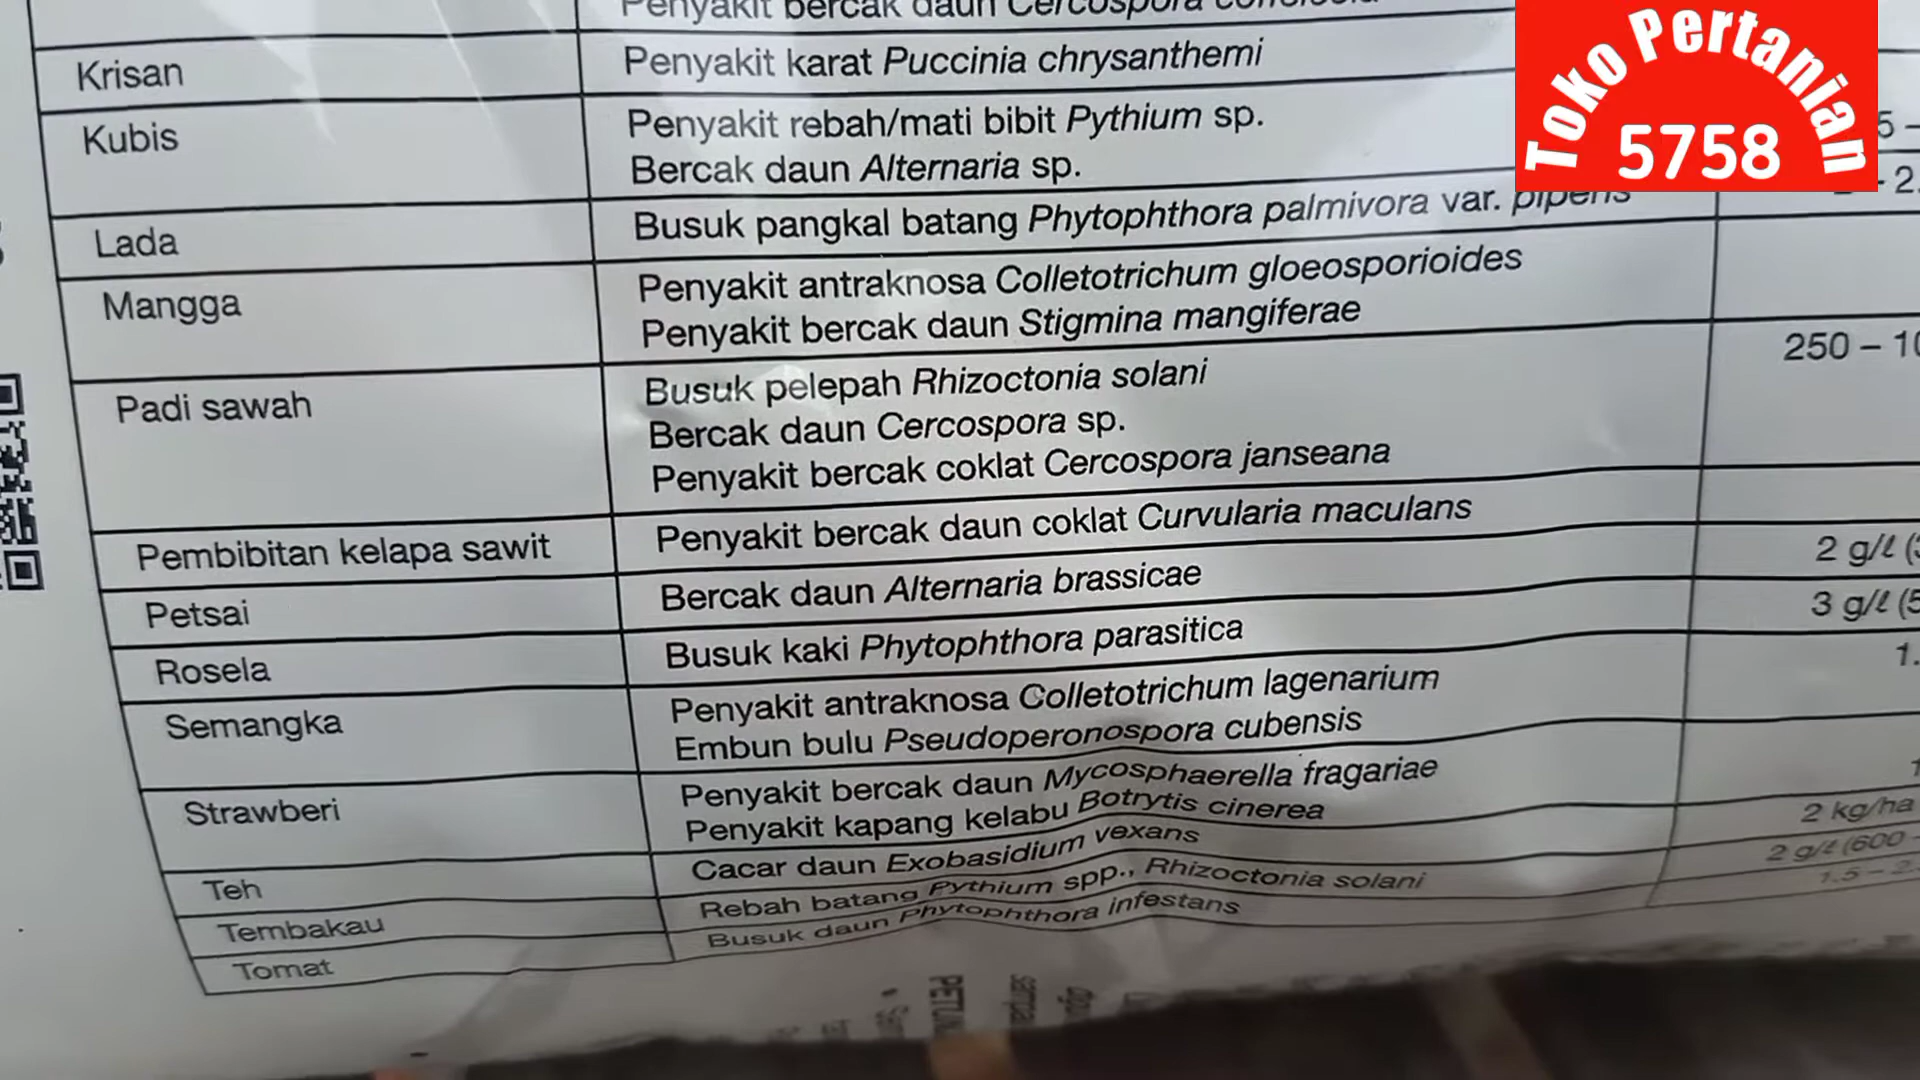 Penyakit bercak daun Cercospora
Krisan
Penyakit karat Puccinia chrysanthemi
Kubis
Penyakit rebah/mati bibit Pythium sp.
Bercak daun Alternaria sp.
Lada
Busuk pangkal batang Phytophthora palmivora var. piperis
Mangga
Penyakit antraknosa Colletotrichum gloeosporioides
Penyakit bercak daun Stigmina mangiferae
Padi sawah
Busuk pelepah Rhizoctonia solani
250 – 10
Bercak daun Cercospora sp.
Penyakit bercak coklat Cercospora janseana
Pembibitan kelapa sawit
Penyakit bercak daun coklat Curvularia maculans
Petsai
Bercak daun Alternaria brassicae
2 g/ℓ (3
Rosela
Busuk kaki Phytophthora parasitica
3 g/ℓ (5
Semangka
Penyakit antraknosa Colletotrichum lagenarium
1.
Embun bulu Pseudoperonospora cubensis
Strawberi
Penyakit bercak daun Mycosphaerella fragariae
Penyakit kapang kelabu Botrytis cinerea
Teh
Cacar daun Exobasidium vexans
2 kg/ha
Tembakau
Rebah batang Pythium spp., Rhizoctonia solani
2 g/ℓ (600 –
Tomat
Busuk daun Phytophthora infestans
1.5 – 2.
Toko Pertanian
5758